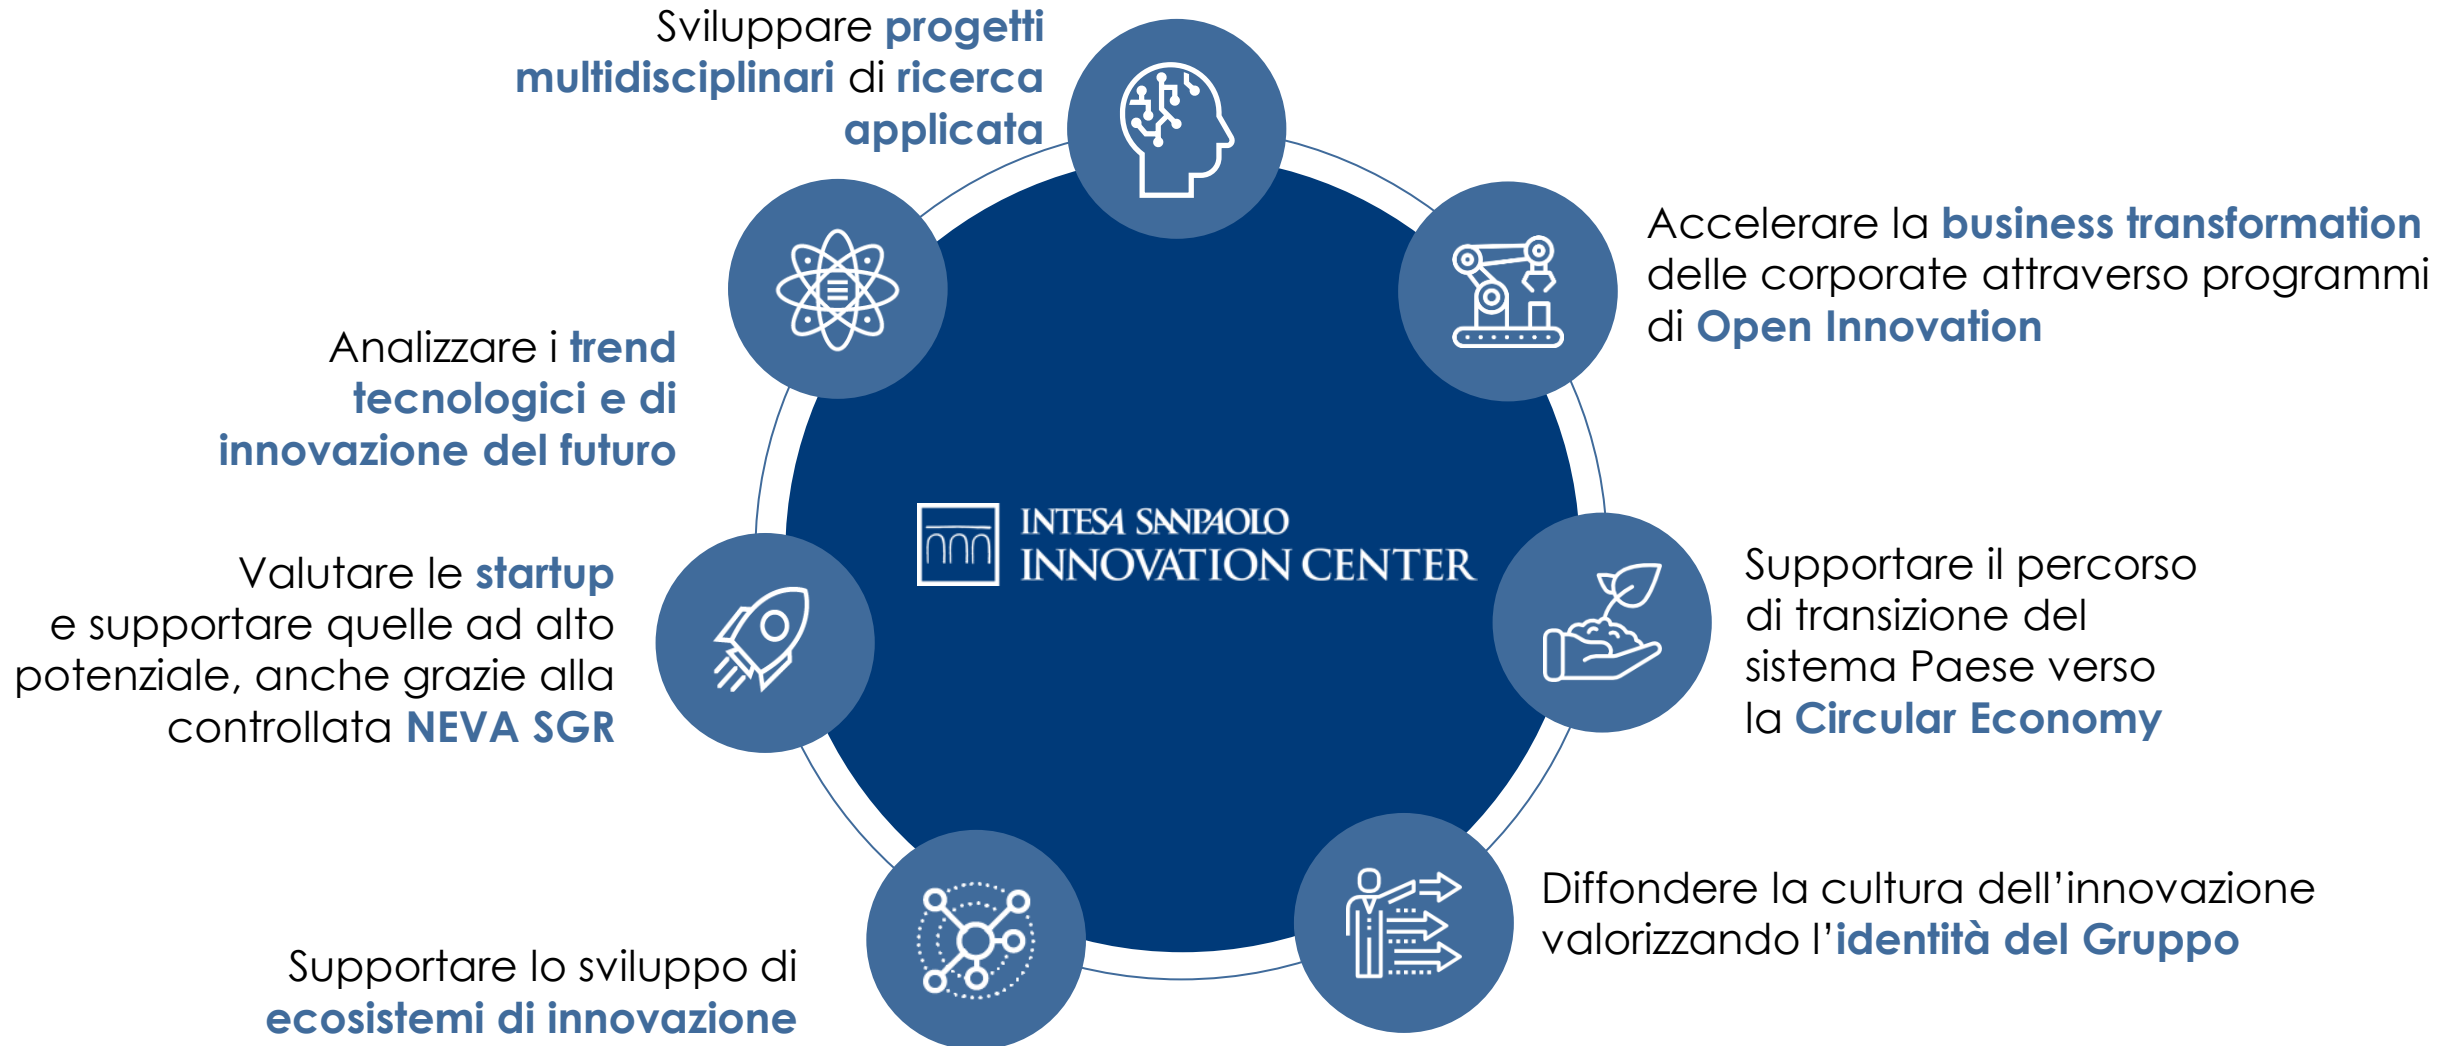 Sviluppare progetti
multidisciplinari di ricerca
applicata
Accelerare la business transformation
delle corporate attraverso programmi
di Open Innovation
Analizzare i trend
tecnologici e di
innovazione del futuro
INTESA SANPAOLO
INNOVATION CENTER
Valutare le startup
e supportare quelle ad alto
potenziale, anche grazie alla
controllata NEVA SGR
Supportare il percorso
di transizione del
sistema Paese verso
la Circular Economy
Diffondere la cultura dell’innovazione
valorizzando l’identità del Gruppo
Supportare lo sviluppo di
ecosistemi di innovazione